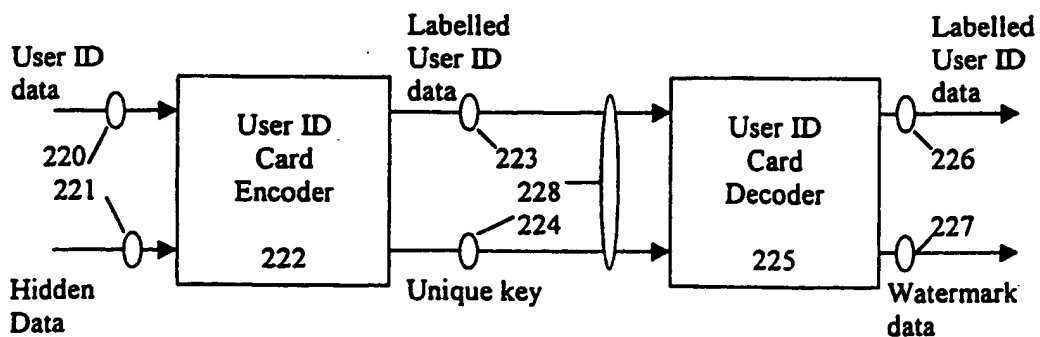 User ID
data
220
221
Hidden
Data
User ID
Card
Encoder
222
Labelled
User ID
data
223
228
224
Unique key
User ID
Card
Decoder
225
Labelled
User ID
data
226
227
Watermark
data